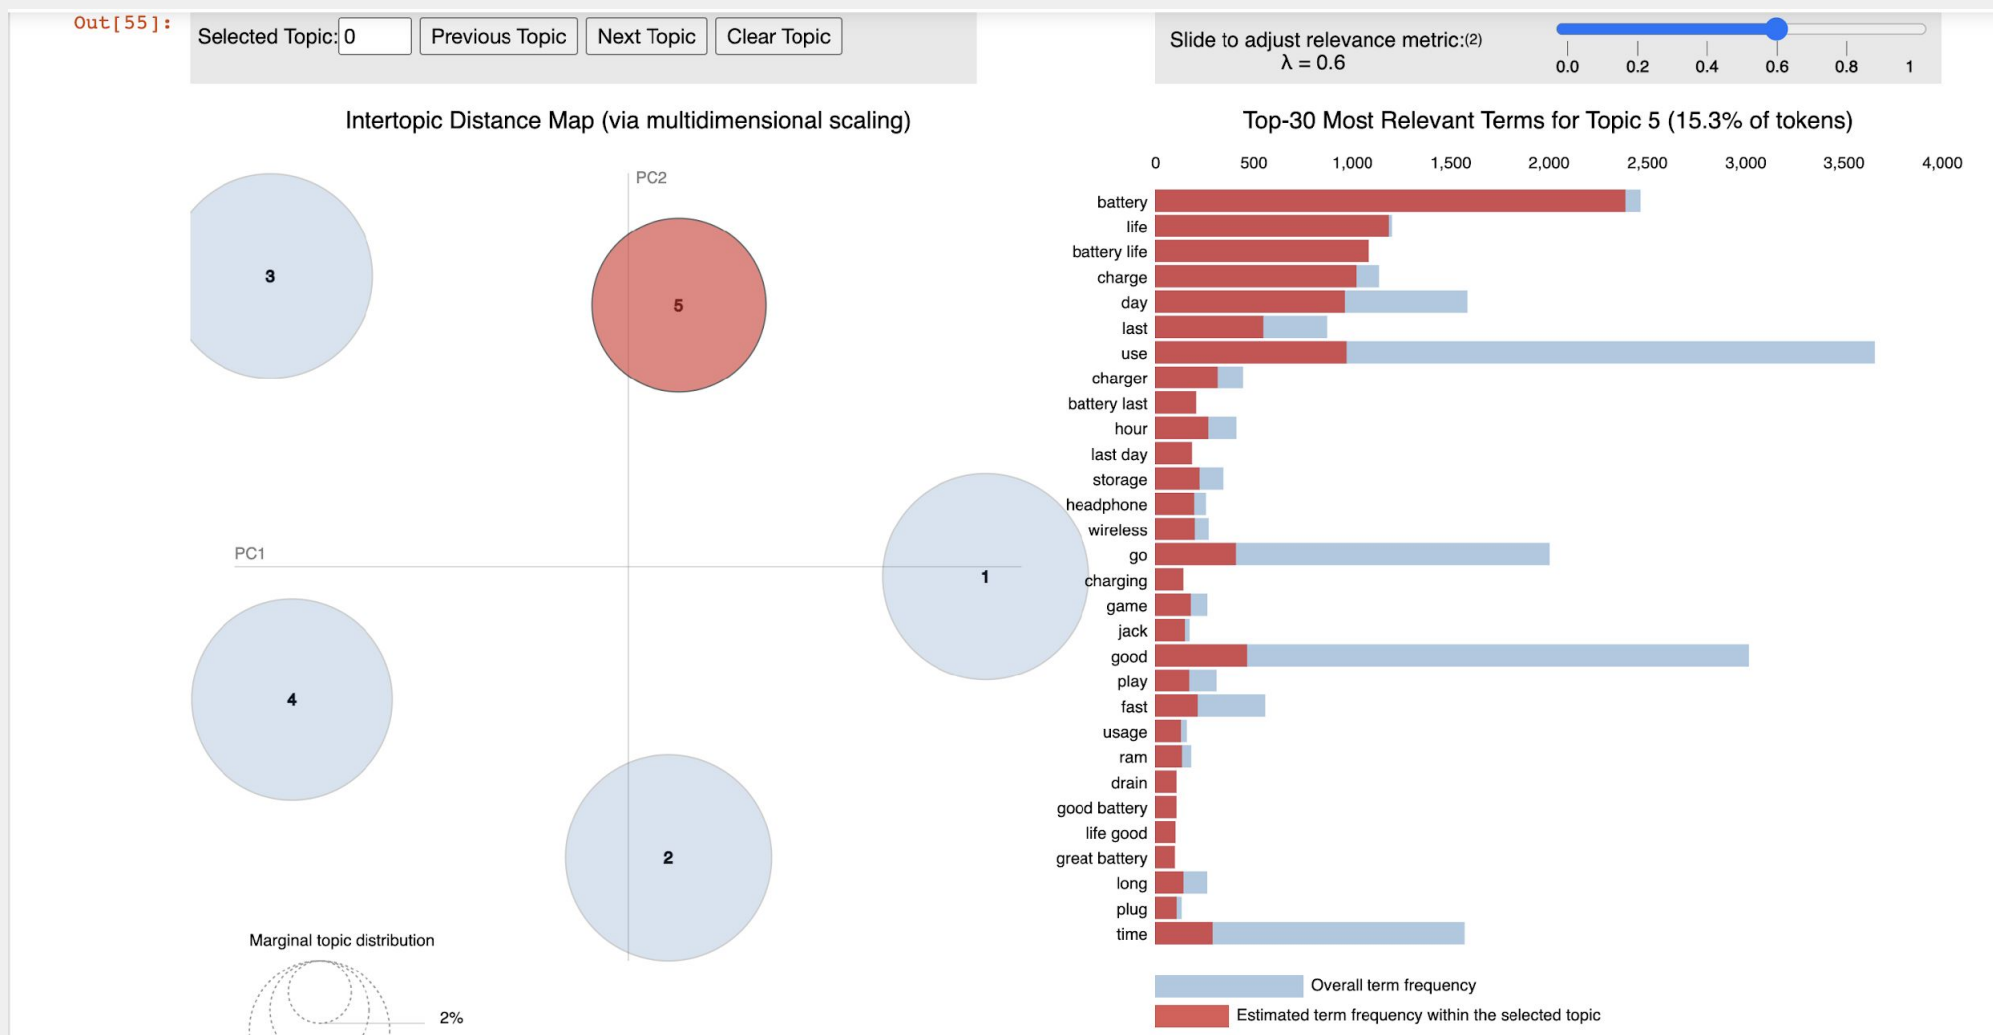 Out[55]:
Selected Topic: 0 Previous Topic Next Topic Clear Topic
Slide to adjust relevance metric:(2)
λ = 0.6
0.0 0.2 0.4 0.6 0.8 1
Intertopic Distance Map (via multidimensional scaling)
PC2
3
5
PC1
1
4
2
Marginal topic distribution
2%
Top-30 Most Relevant Terms for Topic 5 (15.3% of tokens)
0 500 1,000 1,500 2,000 2,500 3,000 3,500 4,000
battery
life
battery life
charge
day
last
use
charger
battery last
hour
last day
storage
headphone
wireless
go
charging
game
jack
good
play
fast
usage
ram
drain
good battery
life good
great battery
long
plug
time
Overall term frequency
Estimated term frequency within the selected topic